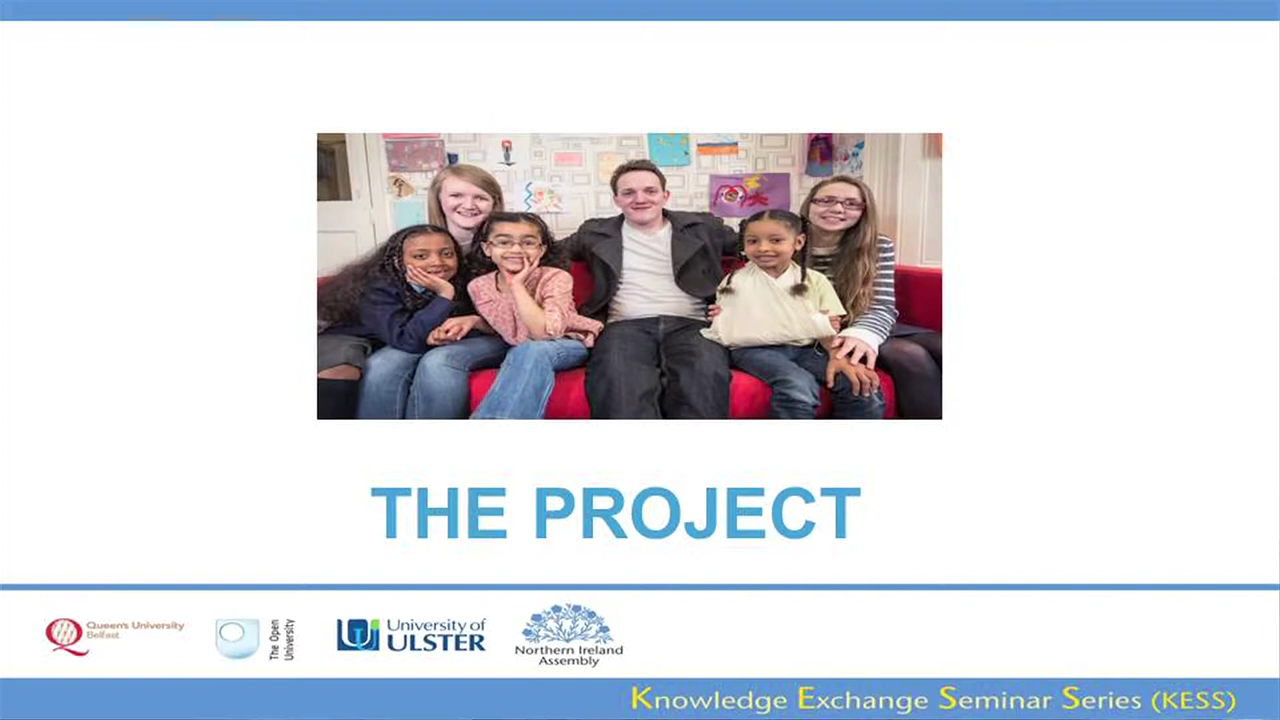 THE PROJECT
Queen's University
Belfast
The Open
University
University of
ULSTER
Northern Ireland
Assembly
Knowledge Exchange Seminar Series (KESS)